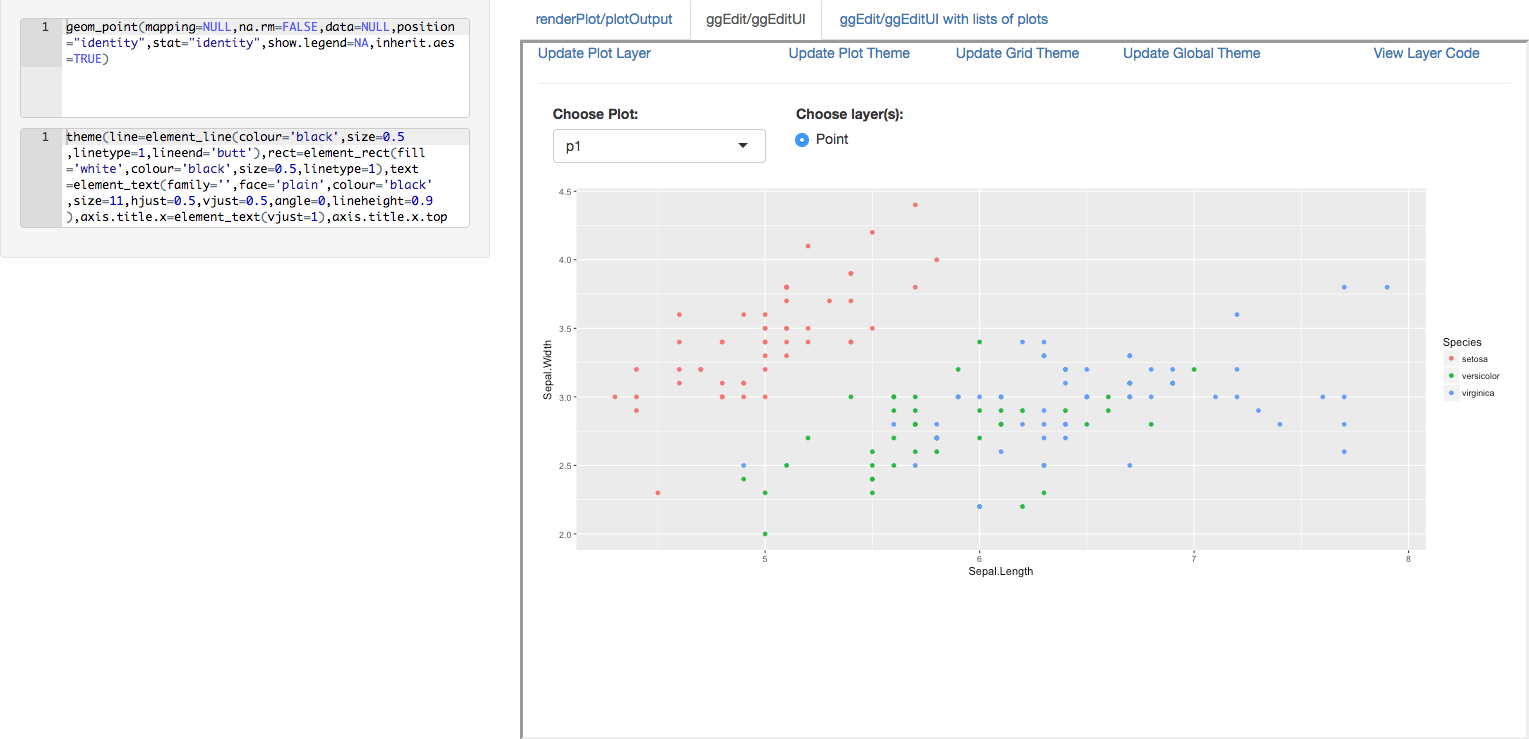 1 geom_point(mapping=NULL,na.rm=FALSE,data=NULL,position
="identity",stat="identity",show.legend=NA,inherit.aes
=TRUE)
1 theme(line=element_line(colour='black',size=0.5
,linetype=1,lineend='butt'),rect=element_rect(fill
='white',colour='black',size=0.5,linetype=1),text
=element_text(family='',face='plain',colour='black'
,size=11,hjust=0.5,vjust=0.5,angle=0,lineheight=0.9
),axis.title.x=element_text(vjust=1),axis.title.x.top
renderPlot/plotOutput ggEdit/ggEditUI ggEdit/ggEditUI with lists of plots
Update Plot Layer Update Plot Theme Update Grid Theme Update Global Theme View Layer Code
Choose Plot: Choose layer(s):
p1 Point
4.5
4.0
3.5
3.0
2.5
2.0
Sepal.Width
5 6 7 8
Sepal.Length
Species
setosa
versicolor
virginica